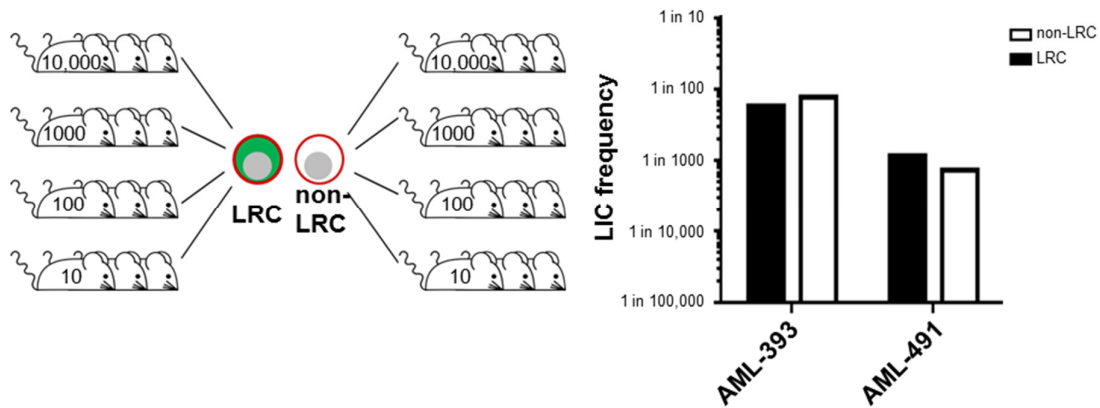 10,000
1000
100
10
LRC
non-
LRC
10,000
1000
100
10
LIC frequency
1 in 10
1 in 100
1 in 1000
1 in 10,000
1 in 100,000
AML-393
AML-491
non-LRC
LRC